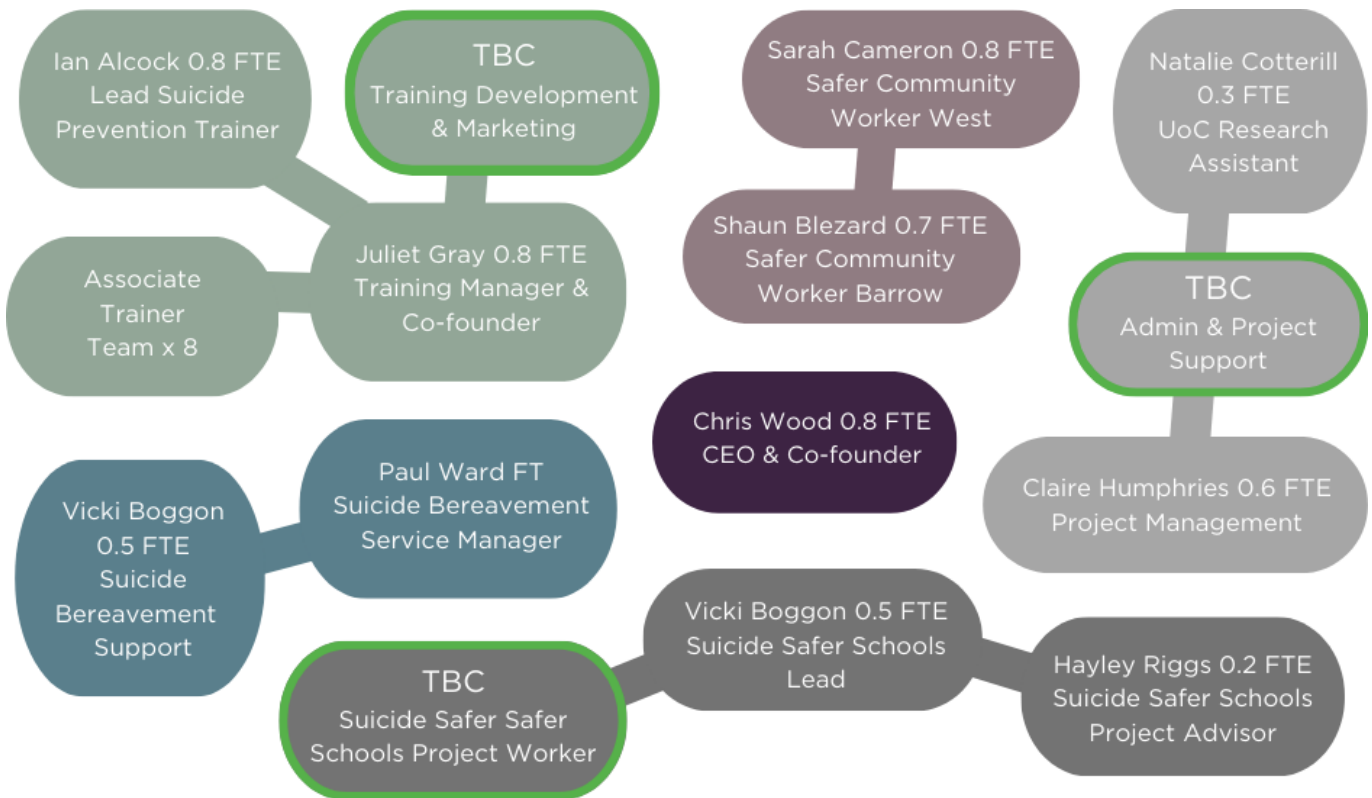 Ian Alcock 0.8 FTE
Lead Suicide
Prevention Trainer
TBC
Training Development
& Marketing
Sarah Cameron 0.8 FTE
Safer Community
Worker West
Natalie Cotterill
0.3 FTE
UoC Research
Assistant
Associate
Trainer
Team x 8
Juliet Gray 0.8 FTE
Training Manager &
Co-founder
Shaun Blezard 0.7 FTE
Safer Community
Worker Barrow
TBC
Admin & Project
Support
Chris Wood 0.8 FTE
CEO & Co-founder
Vicki Boggon
0.5 FTE
Suicide
Bereavement
Support
Paul Ward FT
Suicide Bereavement
Service Manager
Claire Humphries 0.6 FTE
Project Management
TBC
Suicide Safer Safer
Schools Project Worker
Vicki Boggon 0.5 FTE
Suicide Safer Schools
Lead
Hayley Riggs 0.2 FTE
Suicide Safer Schools
Project Advisor